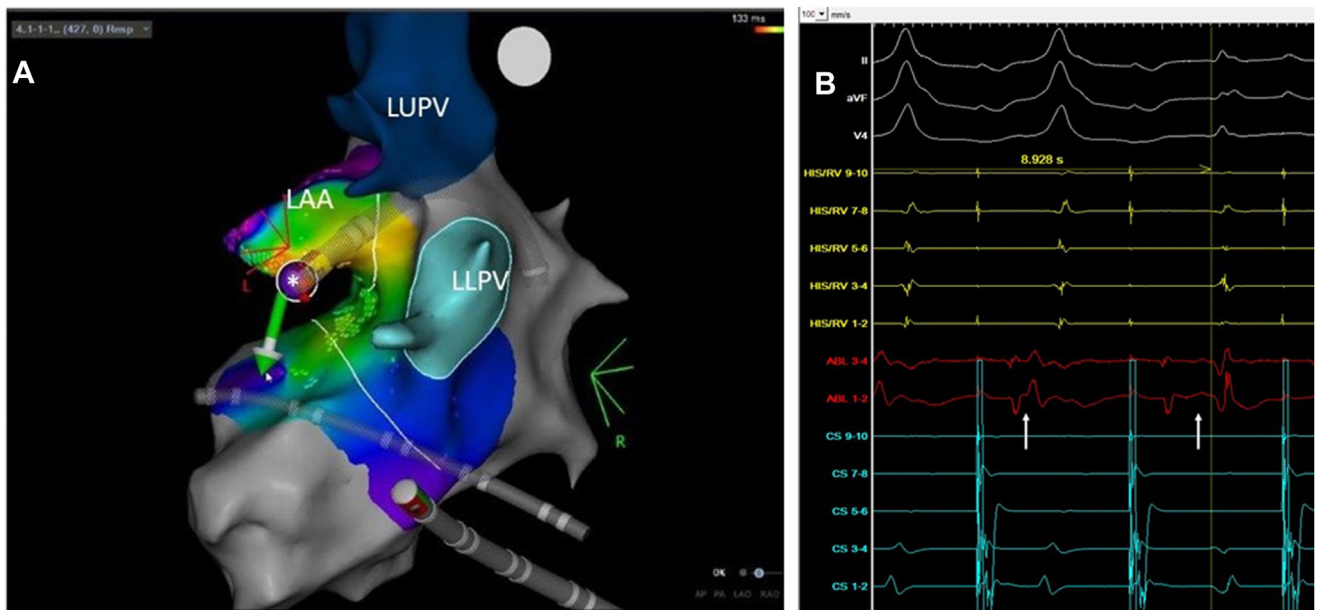 4.1-1-1.. (427, 0) Resp
133 ms
A
LUPV
LAA
L
LLPV
R
OK
AP PA LAO RAO
100 mm/s
B
II
aVF
V4
8.928 s
HIS/RV 9-10
HIS/RV 7-8
HIS/RV 5-6
HIS/RV 3-4
HIS/RV 1-2
ABL 3-4
ABL 1-2
CS 9-10
CS 7-8
CS 5-6
CS 3-4
CS 1-2
*